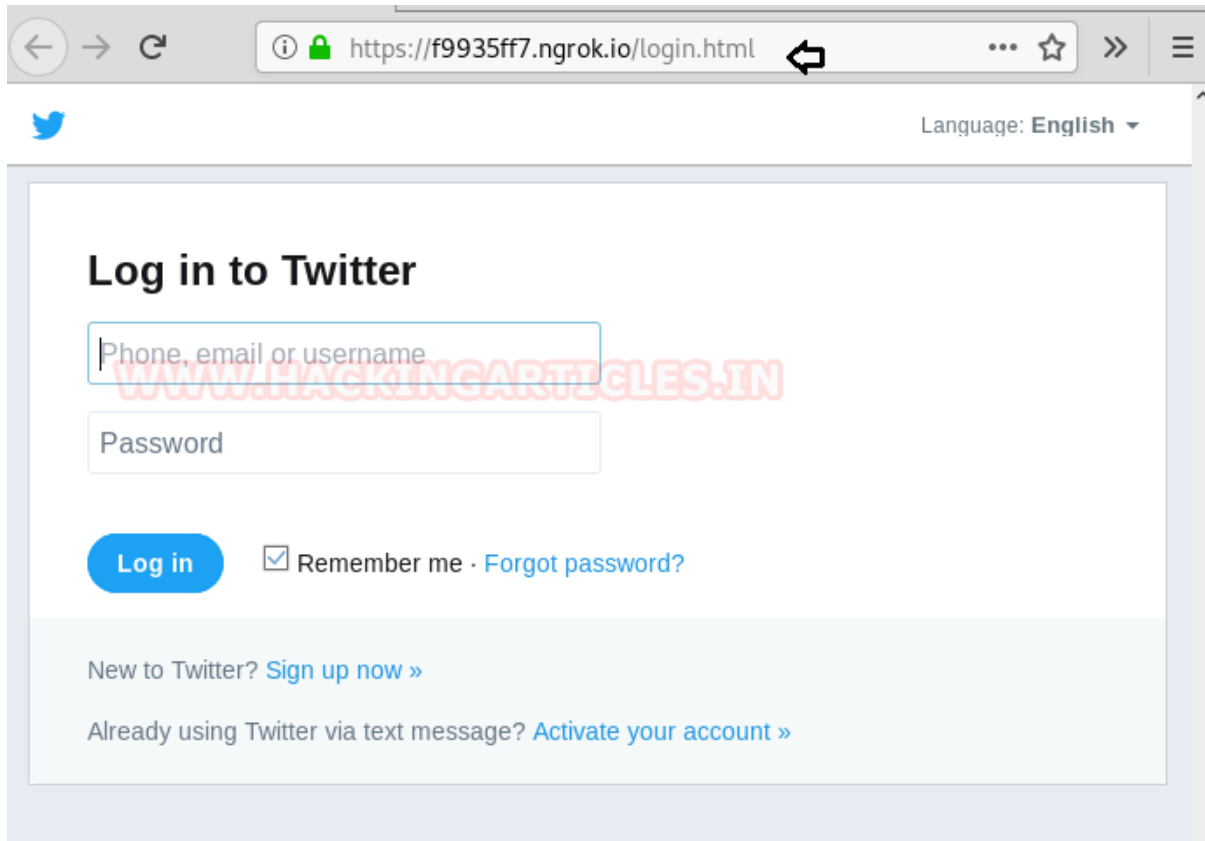 https://f9935ff7.ngrok.io/login.html
Language: English
Log in to Twitter
Phone, email or username
WWW.HACKINGARTICLES.IN
Password
Log in
Remember me · Forgot password?
New to Twitter? Sign up now »
Already using Twitter via text message? Activate your account »